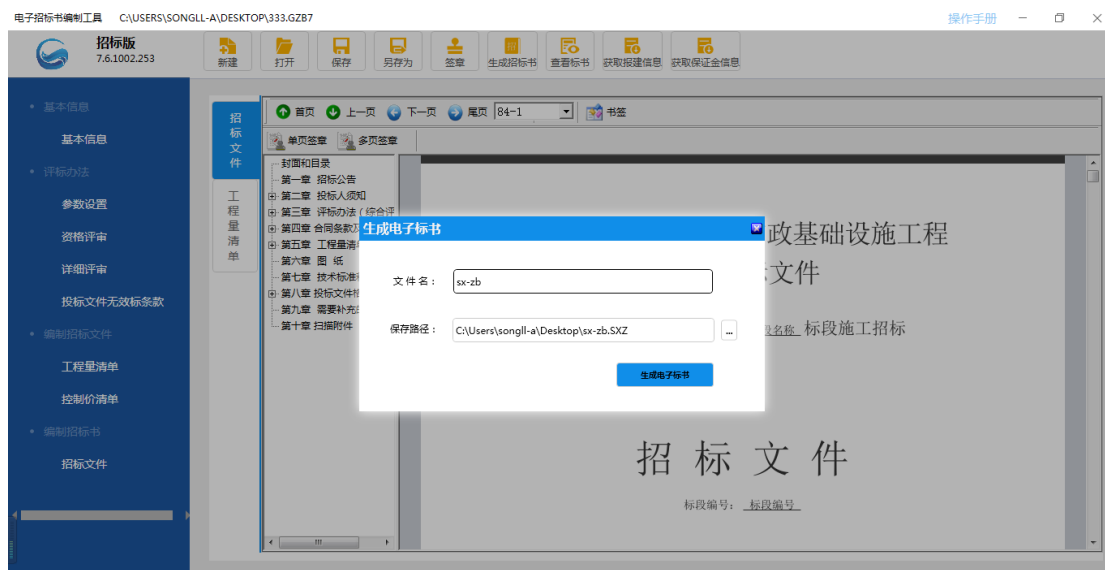 电子招标书编制工具 C:\USERS\SONGLL-A\DESKTOP\333.GZB7 操作手册
招标版
7.6.1002.253
新建 打开 保存 另存为 签章 生成招标书 查看标书 获取报建信息 获取保证金信息
基本信息
基本信息
评标办法
参数设置
资格评审
详细评审
投标文件无效标条款
编制招标文件
工程量清单
控制价清单
编制招标书
招标文件
招标文件
工程量清单
首页 上一页 下一页 尾页 84-1 书签
单页签章 多页签章
封面和目录
第一章 招标公告
第二章 投标人须知
第三章 评标办法(综合评
第四章 合同条款及
第五章 工程量清
第六章 图 纸
第七章 技术标准
第八章 投标文件格
第九章 需要补充
第十章 扫描附件
生成电子标书
文件名： sx-zb
保存路径： C:\Users\songll-a\Desktop\sx-zb.SXZ ...
生成电子标书
政基础设施工程
文件
段名称 标段施工招标
招标文件
标段编号： 标段编号